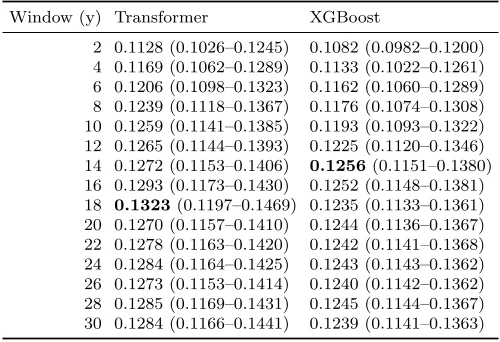 Window (y) Transformer XGBoost
2 0.1128 (0.1026–0.1245) 0.1082 (0.0982–0.1200)
4 0.1169 (0.1062–0.1289) 0.1133 (0.1022–0.1261)
6 0.1206 (0.1098–0.1323) 0.1162 (0.1060–0.1289)
8 0.1239 (0.1118–0.1367) 0.1176 (0.1074–0.1308)
10 0.1259 (0.1141–0.1385) 0.1193 (0.1093–0.1322)
12 0.1265 (0.1144–0.1393) 0.1225 (0.1120–0.1346)
14 0.1272 (0.1153–0.1406) 0.1256 (0.1151–0.1380)
16 0.1293 (0.1173–0.1430) 0.1252 (0.1148–0.1381)
18 0.1323 (0.1197–0.1469) 0.1235 (0.1133–0.1361)
20 0.1270 (0.1157–0.1410) 0.1244 (0.1136–0.1367)
22 0.1278 (0.1163–0.1420) 0.1242 (0.1141–0.1368)
24 0.1284 (0.1164–0.1425) 0.1243 (0.1143–0.1362)
26 0.1273 (0.1153–0.1414) 0.1240 (0.1142–0.1362)
28 0.1285 (0.1169–0.1431) 0.1245 (0.1144–0.1367)
30 0.1284 (0.1166–0.1441) 0.1239 (0.1141–0.1363)